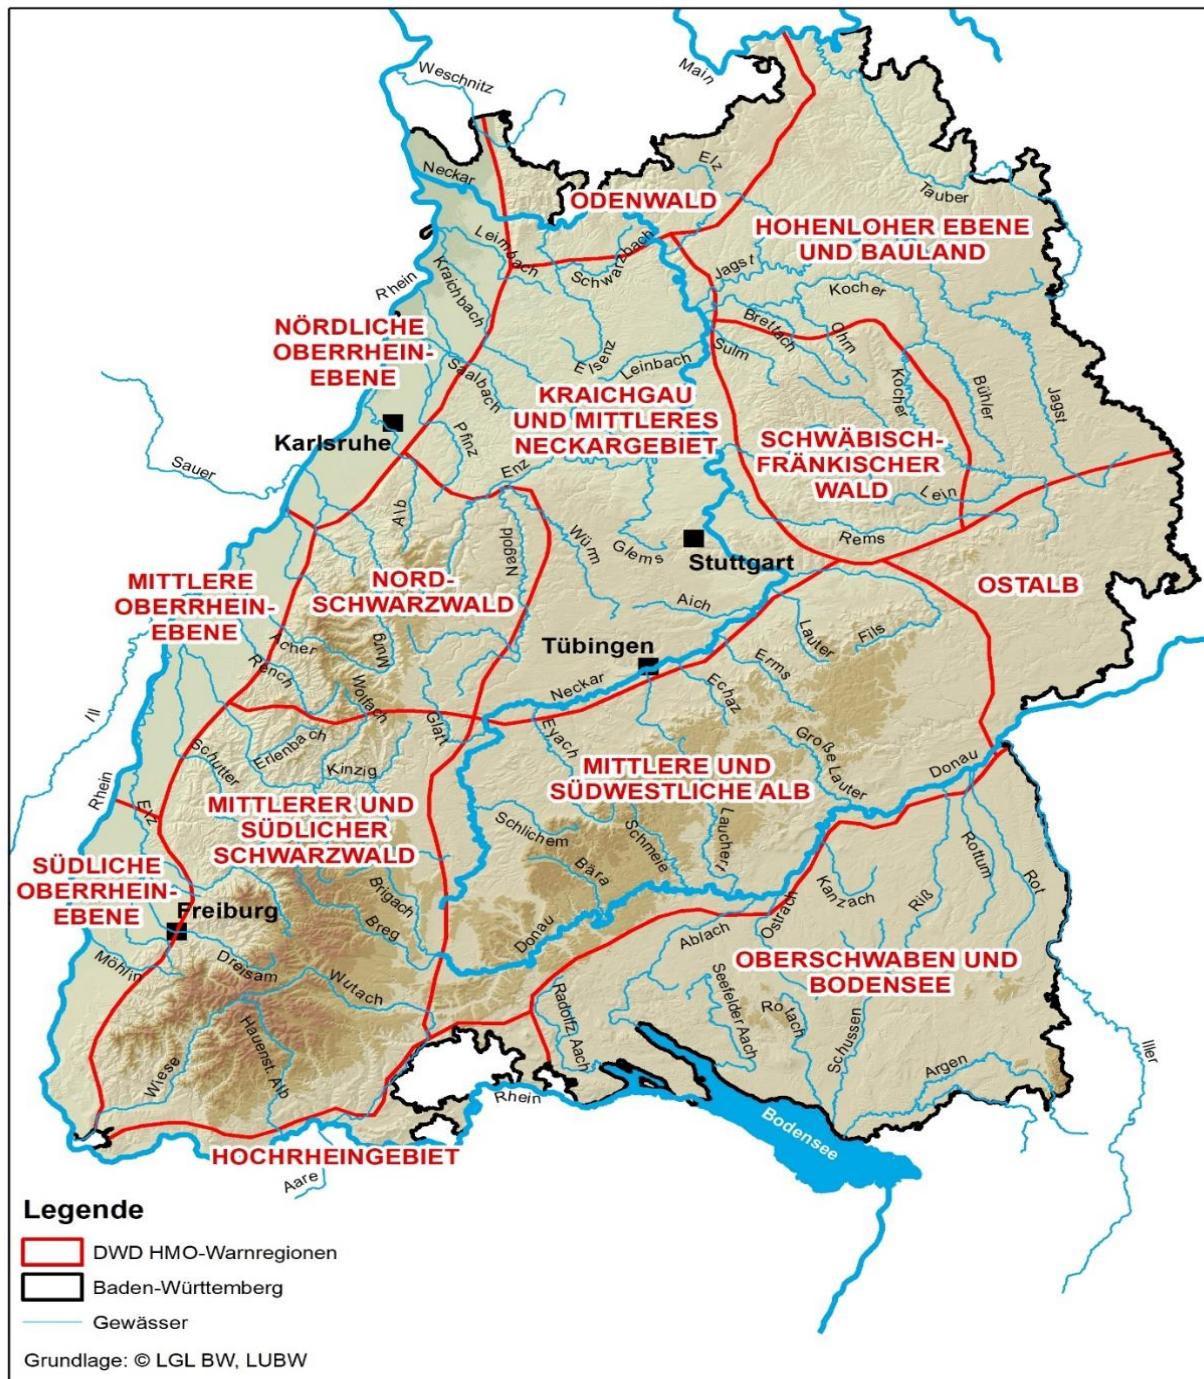 Weschnitz
Main
Neckar
Elz
Tauber
ODENWALD
HOHENLOHER EBENE
UND BAULAND
Leimbach
Schwarzbach
Jagst
Rhein
Kraichbach
Kocher
NÖRDLICHE
OBERRHEIN-
EBENE
Brettach
Ohrn
Sulm
Elsenz
Leinbach
Saalbach
Kocher
Bühler
Jagst
KRAICHGAU
UND MITTLERES
NECKARGEBIET
Karlsruhe
Pfinz
SCHWÄBISCH-
FRÄNKISCHER
WALD
Sauer
Enz
Lein
Alb
Nagold
Würm
Glems
Rems
Stuttgart
MITTLERE
OBERRHEIN-
EBENE
NORD-
SCHWARZWALD
OSTALB
Aich
Acher
Murg
Tübingen
Lauter
Fils
Rench
Wolfach
Neckar
Echaz
Erms
Ill
Glatt
Eyach
Schutter
Erlenbach
Kinzig
Große Lauter
Donau
MITTLERE UND
SÜDWESTLICHE ALB
Rhein
Elz
MITTLERER UND
SÜDLICHER
SCHWARZWALD
Schlichem
Schmeie
Lauchert
Rottum
Rot
SÜDLICHE
OBERRHEIN-
EBENE
Bära
Brigach
Kanzach
Riß
Freiburg
Breg
Donau
Ablach
Ostrach
Möhlin
Dreisam
Wutach
OBERSCHWABEN UND
BODENSEE
Seefelder Aach
Rotach
Radolfz. Aach
Schussen
Iller
Wiese
Hauenst. Alb
Argen
Rhein
Bodensee
HOCHRHEINGEBIET
Aare
Legende
DWD HMO-Warnregionen
Baden-Württemberg
Gewässer
Grundlage: © LGL BW, LUBW